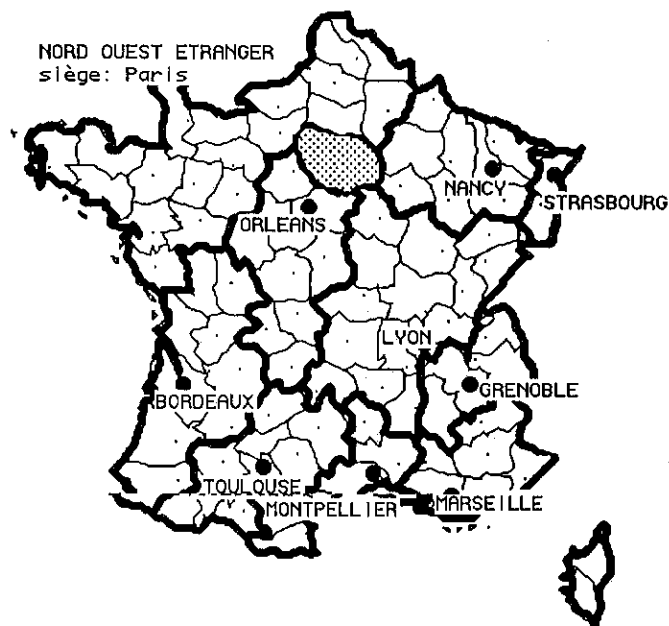 NORD OUEST ETRANGER
siège: Paris
NANCY
STRASBOURG
ORLEANS
LYON
GRENOBLE
BORDEAUX
TOULOUSE
MARSEILLE
MONTPELLIER